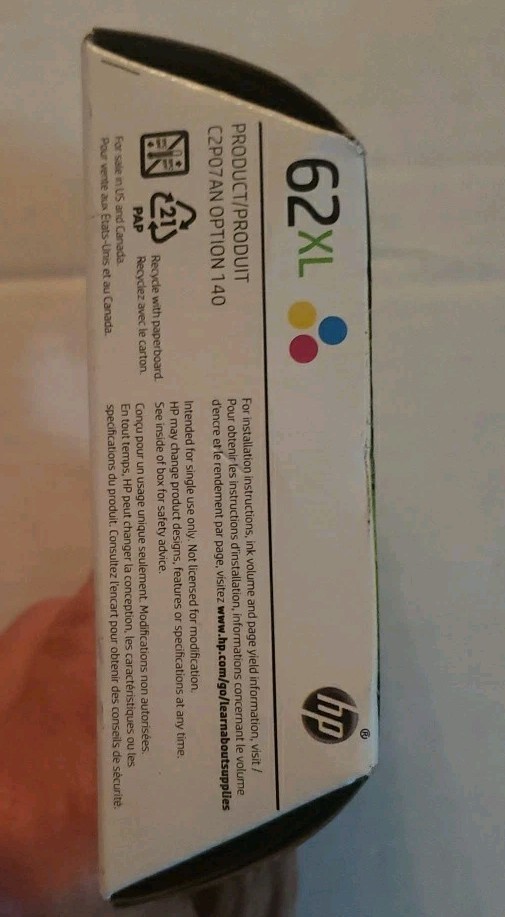 62XL
hp®
PRODUCT/PRODUIT
C2P07AN OPTION 140
21
PAP
Recycle with paperboard.
Recyclez avec le carton.
For sale in US and Canada.
Pour vente aux États-Unis et au Canada.
For installation instructions, ink volume and page yield information, visit /
Pour obtenir les instructions d'installation, informations concernant le volume
d'encre et le rendement par page, visitez www.hp.com/go/learnaboutsupplies
Intended for single use only. Not licensed for modification.
HP may change product designs, features or specifications at any time.
See inside of box for safety advice.
Conçu pour un usage unique seulement. Modifications non autorisées.
En tout temps, HP peut changer la conception, les caractéristiques ou les
spécifications du produit. Consultez l'encart pour obtenir des conseils de sécurité.